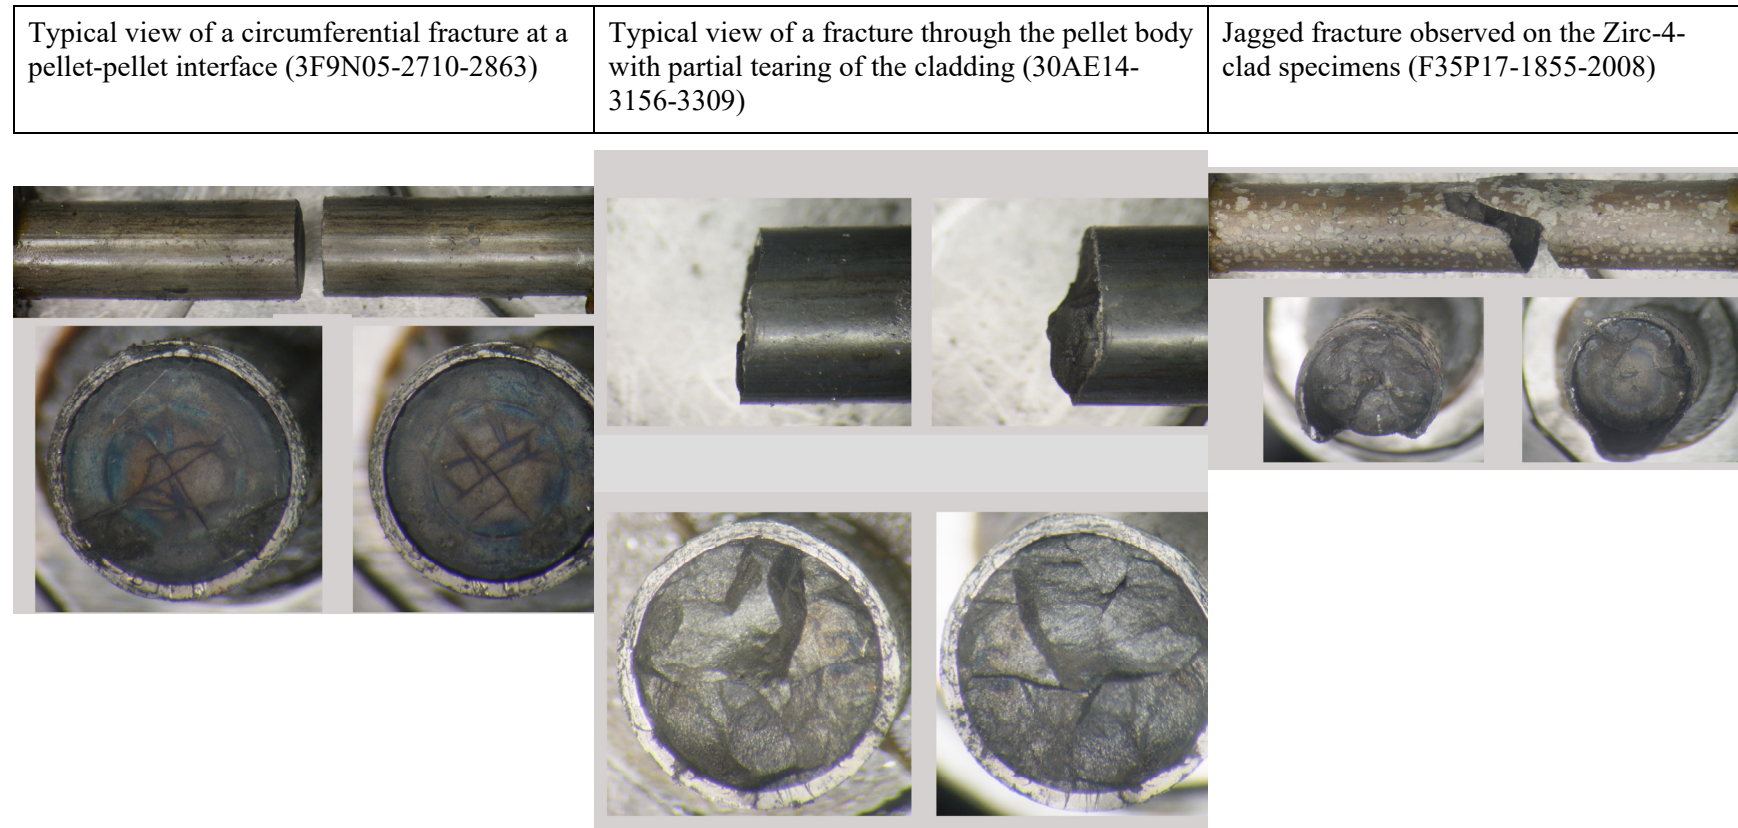 Typical view of a circumferential fracture at a
pellet-pellet interface (3F9N05-2710-2863)
Typical view of a fracture through the pellet body
with partial tearing of the cladding (30AE14-
3156-3309)
Jagged fracture observed on the Zirc-4-
clad specimens (F35P17-1855-2008)